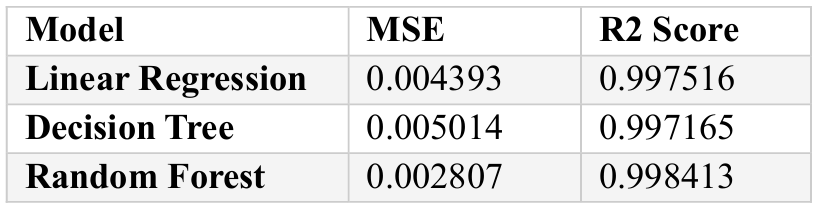 Model MSE R2 Score
Linear Regression 0.004393 0.997516
Decision Tree 0.005014 0.997165
Random Forest 0.002807 0.998413